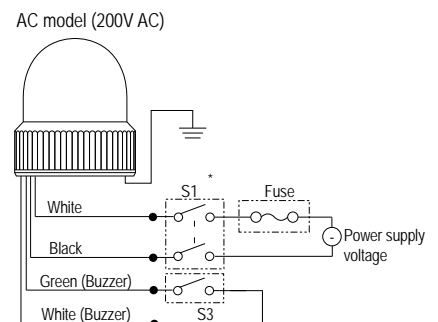 AC model (200V AC)
*
S1
Fuse
White
Power supply
voltage
Black
Green (Buzzer)
White (Buzzer)
S3